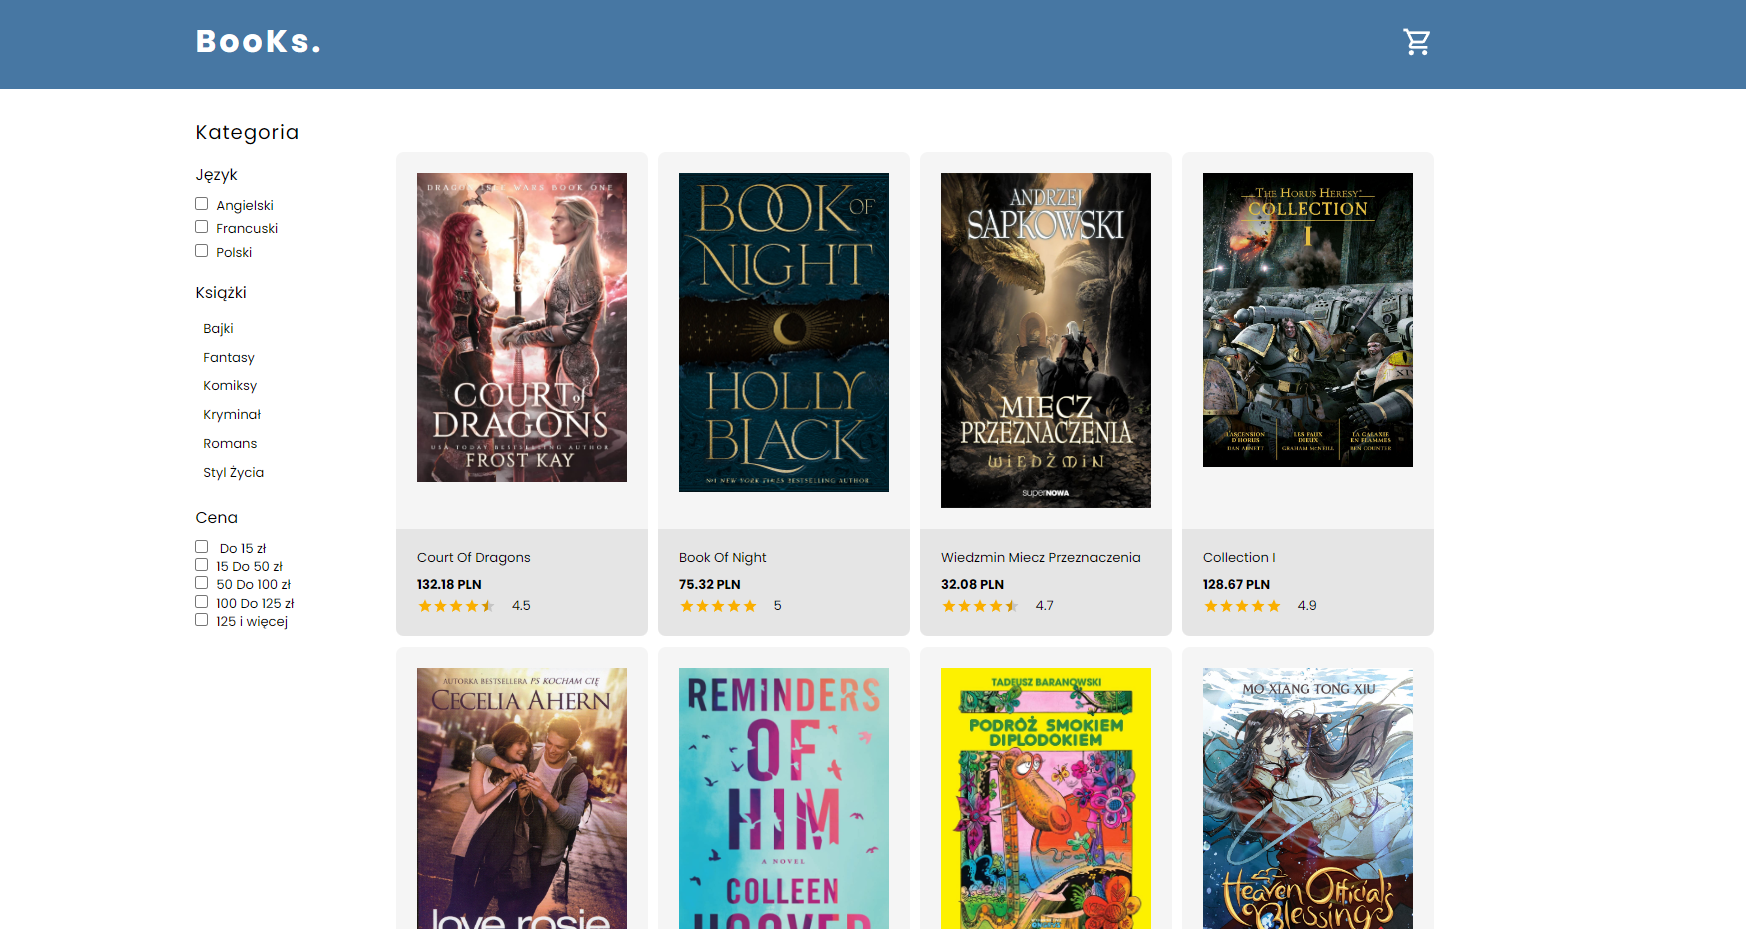 BooKs.
Kategoria
Język
Angielski
Francuski
Polski
Książki
Bajki
Fantasy
Komiksy
Kryminał
Romans
Styl Życia
Cena
Do 15 zł
15 Do 50 zł
50 Do 100 zł
100 Do 125 zł
125 i więcej
DRAGON ISLE WARS BOOK ONE
COURT of
DRAGONS
USA TODAY BESTSELLING AUTHOR
FROST KAY
Court Of Dragons
132.18 PLN
4.5
BOOK OF
NIGHT
HOLLY
BLACK
No1 NEW YORK TIMES BESTSELLING AUTHOR
Book Of Night
75.32 PLN
5
ANDRZEJ
SAPKOWSKI
MIECZ
PRZEZNACZENIA
WIEDŹMIN
superNOWA
Wiedzmin Miecz Przeznaczenia
32.08 PLN
4.7
THE HORUS HERESY
COLLECTION
I
L'ASCENSION
D'HORUS
DAN ABNETT
LES FAUX
DIEUX
GRAHAM McNEILL
LA GALAXIE
EN FLAMMES
BEN COUNTER
Collection I
128.67 PLN
4.9
AUTORKA BESTSELLERA PS KOCHAM CIĘ
CECELIA AHERN
love, rosie
REMINDERS
OF
HIM
A NOVEL
COLLEEN
HOOVER
TADEUSZ BARANOWSKI
PODRÓŻ SMOKIEM
DIPLODOKIEM
MO XIANG TONG XIU
Heaven Official's
Blessing